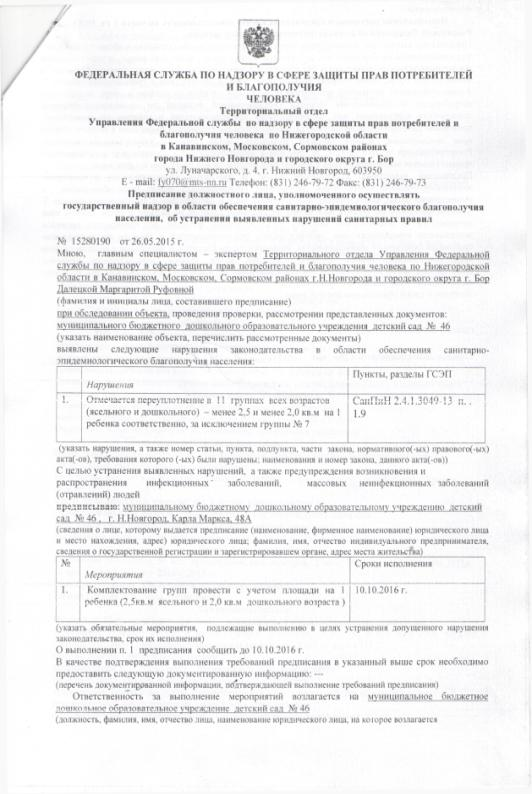 ФЕДЕРАЛЬНАЯ СЛУЖБА ПО НАДЗОРУ В СФЕРЕ ЗАЩИТЫ ПРАВ ПОТРЕБИТЕЛЕЙ
И БЛАГОПОЛУЧИЯ
ЧЕЛОВЕКА
Территориальный отдел
Управления Федеральной службы по надзору в сфере защиты прав потребителей и
благополучия человека по Нижегородской области
в Канавинском, Московском, Сормовском районах
города Нижнего Новгорода и городского округа г. Бор
ул. Луначарского, д. 4, г. Нижний Новгород, 603950
E - mail: fy070@mts-nn.ru Телефон: (831) 246-79-72 Факс: (831) 246-79-73
Предписание должностного лица, уполномоченного осуществлять
государственный надзор в области обеспечения санитарно-эпидемиологического благополучия
населения, об устранении выявленных нарушений санитарных правил
№ 15280190 от 26.05.2015 г.
Мною, главным специалистом – экспертом Территориального отдела Управления Федеральной
службы по надзору в сфере защиты прав потребителей и благополучия человека по Нижегородской
области в Канавинском, Московском, Сормовском районах г.Н.Новгорода и городского округа г. Бор
Далецкой Маргаритой Руфовной
(фамилия и инициалы лица, составившего предписание)
при обследовании объекта, проведения проверки, рассмотрении представленных документов:
муниципального бюджетного дошкольного образовательного учреждения детский сад № 46
(указать наименование объекта, перечислить рассмотренные документы)
выявлены следующие нарушения законодательства в области обеспечения санитарно-
эпидемиологического благополучия населения:
Нарушения
Пункты, разделы ГСЭП
1. Отмечается переуплотнение в 11 группах всех возрастов
(ясельного и дошкольного) – менее 2,5 и менее 2,0 кв.м на 1
ребенка соответственно, за исключением группы № 7
СанПиН 2.4.1.3049-13 п. .
1.9
(указать нарушения, а также номер статьи, пункта, подпункта, части закона, нормативного(-ых) правового(-ых)
акта(-ов), требования которого (-ых) были нарушены; наименования и номер закона, данного акта(-ов))
С целью устранения выявленных нарушений, а также предупреждения возникновения и
распространения инфекционных заболеваний, массовых неинфекционных заболеваний
(отравлений) людей
предписываю: муниципальному бюджетному дошкольному образовательному учреждению детский
сад № 46 , г. Н.Новгород, Карла Маркса, 48А
(сведения о лице, которому выдается предписание (наименование, фирменное наименование) юридического лица
и место нахождения, адрес) юридического лица; фамилия, имя, отчество индивидуального предпринимателя,
сведения о государственной регистрации и зарегистрировавшем органе, адрес места жительства)
№
Мероприятия
Сроки исполнения
1. Комплектование групп провести с учетом площади на 1
ребенка (2,5кв.м ясельного и 2,0 кв.м дошкольного возраста )
10.10.2016 г.
(указать обязательные мероприятия, подлежащие выполнению в целях устранения допущенного нарушения
законодательства, срок их исполнения)
О выполнении п. 1 предписания сообщить до 10.10.2016 г.
В качестве подтверждения выполнения требований предписания в указанный выше срок необходимо
предоставить следующую документированную информацию: ---
(перечень документированной информации, подтверждающей выполнение требований предписания)
Ответственность за выполнение мероприятий возлагается на муниципальное бюджетное
дошкольное образовательное учреждение детский сад № 46
(должность, фамилия, имя, отчество лица, наименование юридического лица, на которое возлагается